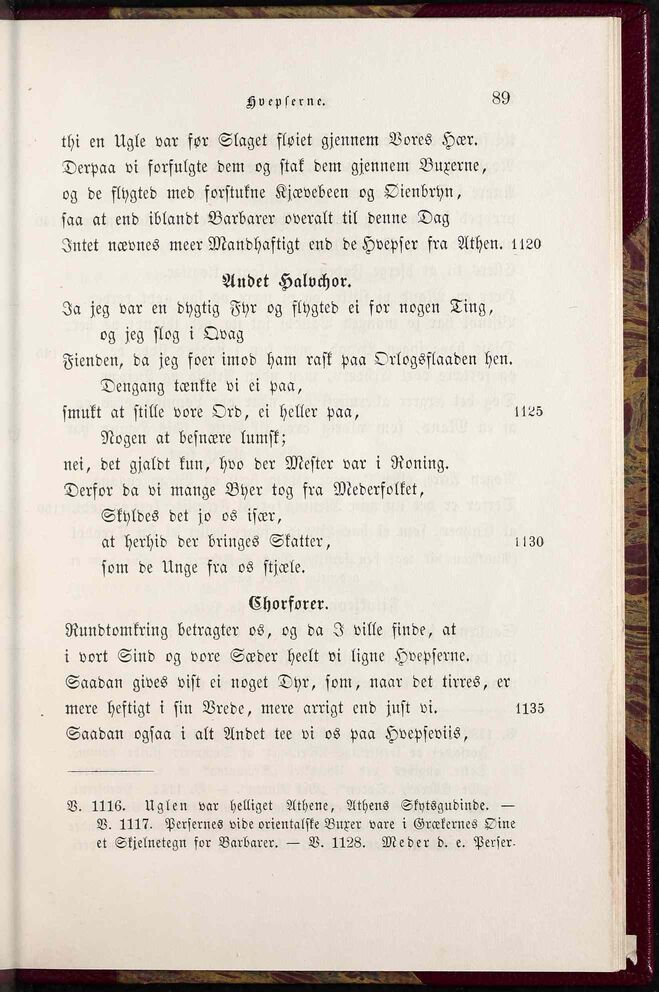 Hvepserne. 89
thi en Ugle var før Slaget fløiet gjennem Vores Hær.
Derpaa vi forfulgte dem og stak dem gjennem Buxerne,
og de flygted med forstukne Kjævebeen og Øienbryn,
saa at end iblandt Barbarer overalt til denne Dag
Intet nævnes meer Mandhaftigt end de Hvepser fra Athen. 1120
Andet Halvchor.
Ja jeg var en dygtig Fyr og flygted ei for nogen Ting,
og jeg slog i Qvag
Fienden, da jeg foer imod ham rask paa Orlogsflaaden hen.
Dengang tænkte vi ei paa,
smukt at stille vore Ord, ei heller paa, 1125
Nogen at besnære lumsk;
nei, det gjaldt kun, hvo der Mester var i Roning.
Derfor da vi mange Byer tog fra Mederfolket,
Skyldes det jo os især,
at herhid der bringes Skatter, 1130
som de Unge fra os stjæle.
Chorfører.
Rundtomkring betragter os, og da I ville finde, at
i vort Sind og vore Sæder heelt vi ligne Hvepserne.
Saadan gives vist ei noget Dyr, som, naar det tirres, er
mere heftigt i sin Vrede, mere arrigt end just vi. 1135
Saadan ogsaa i alt Andet tee vi os paa Hvepseviis,
V. 1116. Uglen var helliget Athene, Athens Skytsgudinde. —
V. 1117. Persernes vide orientalske Buxer vare i Grækernes Øine
et Skjelnetegn for Barbarer. — V. 1128. Meder d. e. Perser.